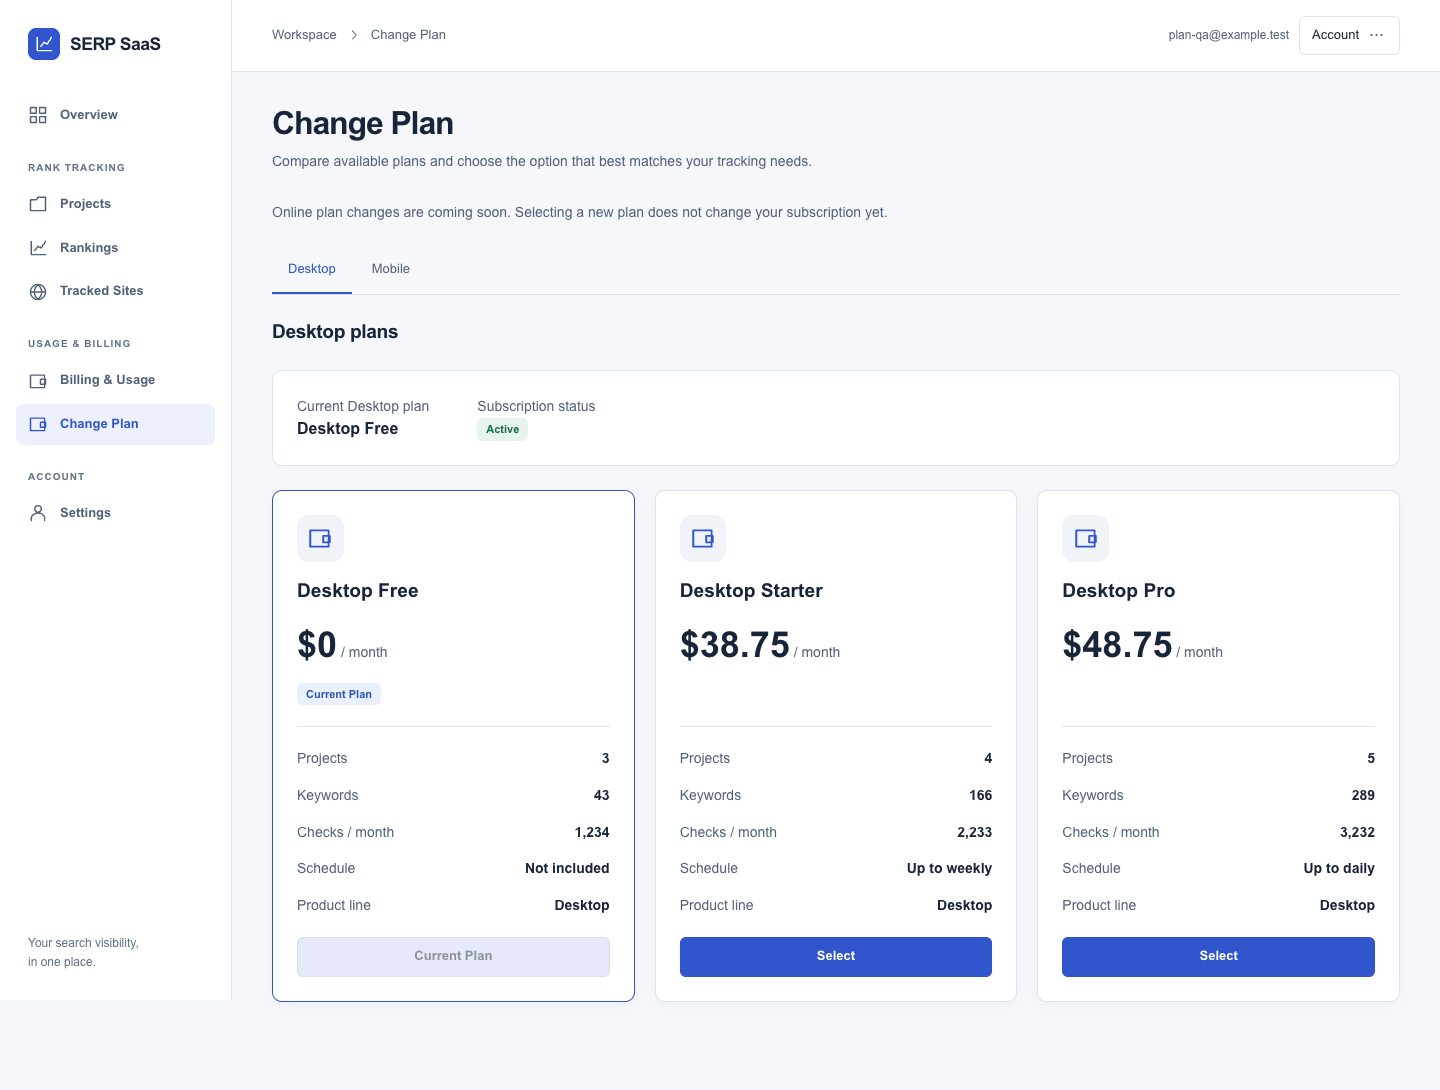 SERP SaaS
Overview
RANK TRACKING
Projects
Rankings
Tracked Sites
USAGE & BILLING
Billing & Usage
Change Plan
ACCOUNT
Settings
Your search visibility,
in one place.
Workspace
Change Plan
plan-qa@example.test
Account ···
Change Plan
Compare available plans and choose the option that best matches your tracking needs.
Online plan changes are coming soon. Selecting a new plan does not change your subscription yet.
Desktop
Mobile
Desktop plans
Current Desktop plan
Desktop Free
Subscription status
Active
Desktop Free
$0 / month
Current Plan
Projects 3
Keywords 43
Checks / month 1,234
Schedule Not included
Product line Desktop
Current Plan
Desktop Starter
$38.75 / month
Projects 4
Keywords 166
Checks / month 2,233
Schedule Up to weekly
Product line Desktop
Select
Desktop Pro
$48.75 / month
Projects 5
Keywords 289
Checks / month 3,232
Schedule Up to daily
Product line Desktop
Select